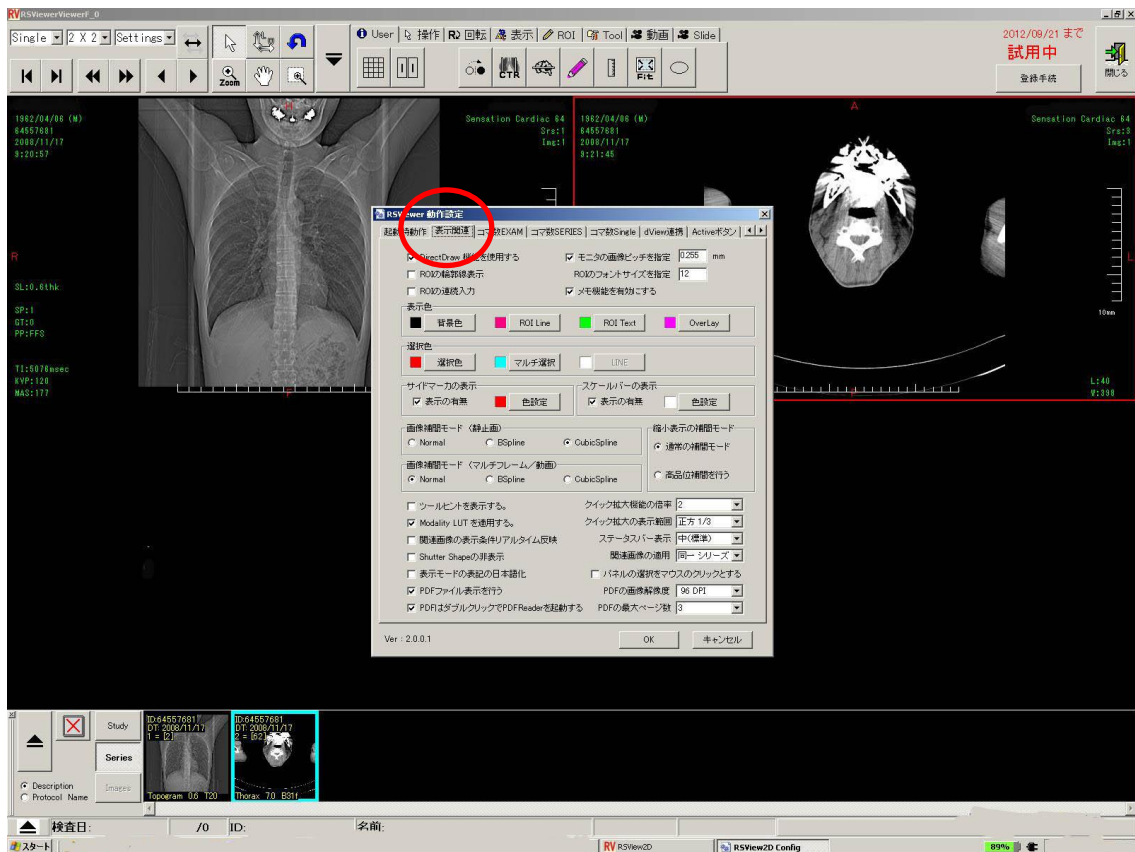 RSViewerViewerF_0
Single 2 X 2 Settings
User 操作 回転 表示 ROI Tool 動画 Slide
Zoom
CTR
Fit
2012/09/21 まで
試用中
登録手続
閉じる
1962/04/06 (M)
64557681
2008/11/17
9:20:57
Sensation Cardiac 64
Srs:1
Img:1
H
R
SL:0.6thk
SP:1
GT:0
PP:FFS
TI:5076msec
KVP:120
MAS:177
F
1962/04/06 (M)
64557681
2008/11/17
9:21:45
A
Sensation Cardiac 64
Srs:3
Img:1
L
10mm
L:40
W:398
RSViewer 動作設定
起動時動作 表示関連 コマ数EXAM コマ数SERIES コマ数Single dView連携 Activeボタン
DirectDraw 機能を使用する
モニタの画像ピッチを指定 0.255 mm
ROIの輪郭線表示
ROIのフォントサイズを指定 12
ROIの連続入力
メモ機能を有効にする
表示色
背景色 ROI Line ROI Text OverLay
選択色
選択色 マルチ選択 LINE
サイドマーカの表示
表示の有無 色設定
スケールバーの表示
表示の有無 色設定
画像補間モード（静止画）
Normal BSpline CubicSpline
縮小表示の補間モード
通常の補間モード
高品位補間を行う
画像補間モード（マルチフレーム／動画）
Normal BSpline CubicSpline
ツールヒントを表示する。
クイック拡大機能の倍率 2
Modality LUT を適用する。
クイック拡大の表示範囲 正方 1/3
関連画像の表示条件リアルタイム反映
ステータスバー表示 中(標準)
Shutter Shapeの非表示
関連画像の適用 同一 シリーズ
表示モードの表記の日本語化
パネルの選択をマウスのクリックとする
PDFファイル表示を行う
PDFの画像解像度 96 DPI
PDFはダブルクリックでPDFReaderを起動する
PDFの最大ページ数 3
Ver : 2.0.0.1
OK キャンセル
Study
Series
Images
Description
Protocol Name
ID:64557681
DT: 2008/11/17
1 = [2]
Topogram 0.6 T20
ID:64557681
DT: 2008/11/17
2 = [62]
Thorax 7.0 B31f
検査日: /0 ID: 名前:
スタート
RSView2D
RSView2D Config
89%